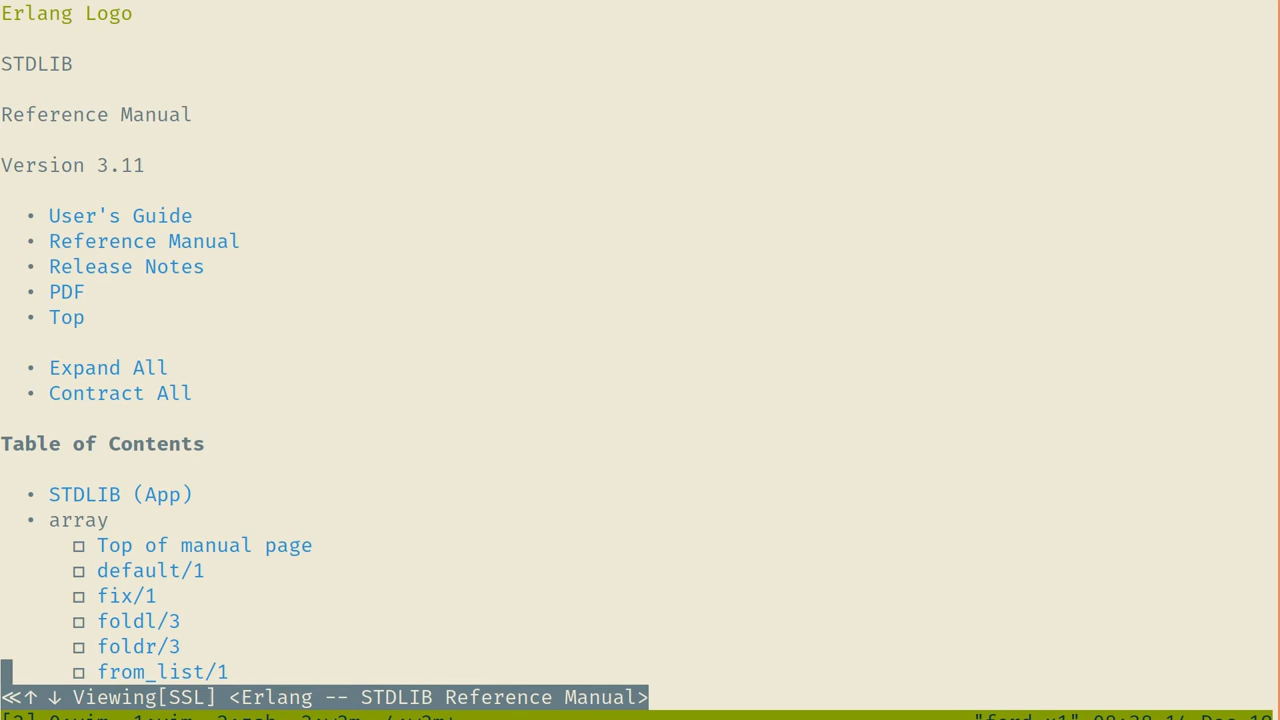 Erlang Logo
STDLIB
Reference Manual
Version 3.11
• User's Guide
• Reference Manual
• Release Notes
• PDF
• Top
• Expand All
• Contract All
Table of Contents
• STDLIB (App)
• array
□ Top of manual page
□ default/1
□ fix/1
□ foldl/3
□ foldr/3
□ from_list/1
≪↑ ↓ Viewing[SSL] <Erlang -- STDLIB Reference Manual>